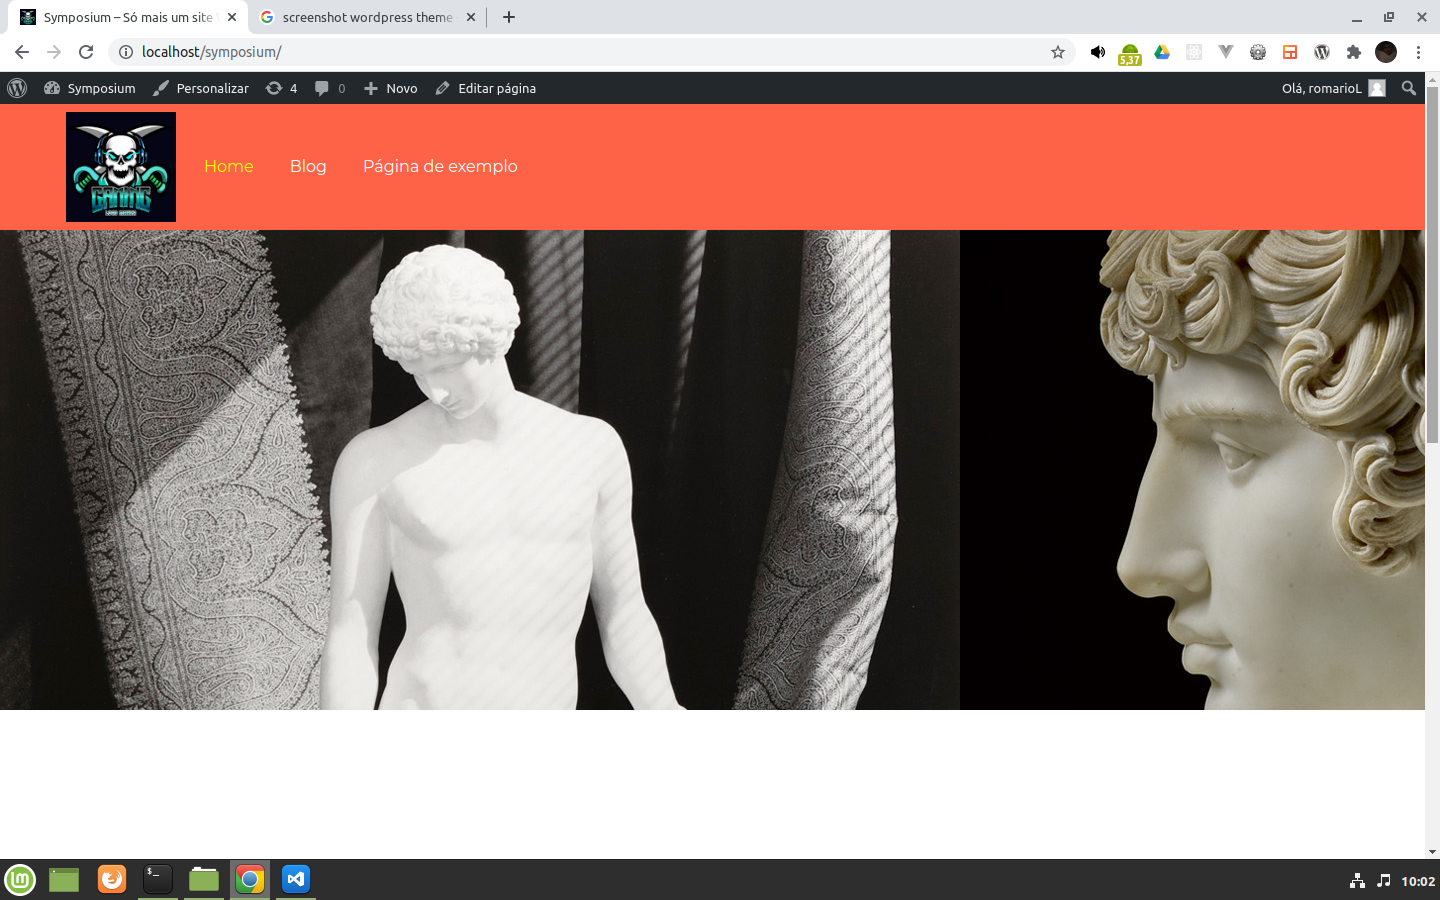 Symposium – Só mais um site
screenshot wordpress theme
localhost/symposium/
5,37
Symposium
Personalizar
4
0
Novo
Editar página
Olá, romarioL
GAMING
Home
Blog
Página de exemplo
10:02